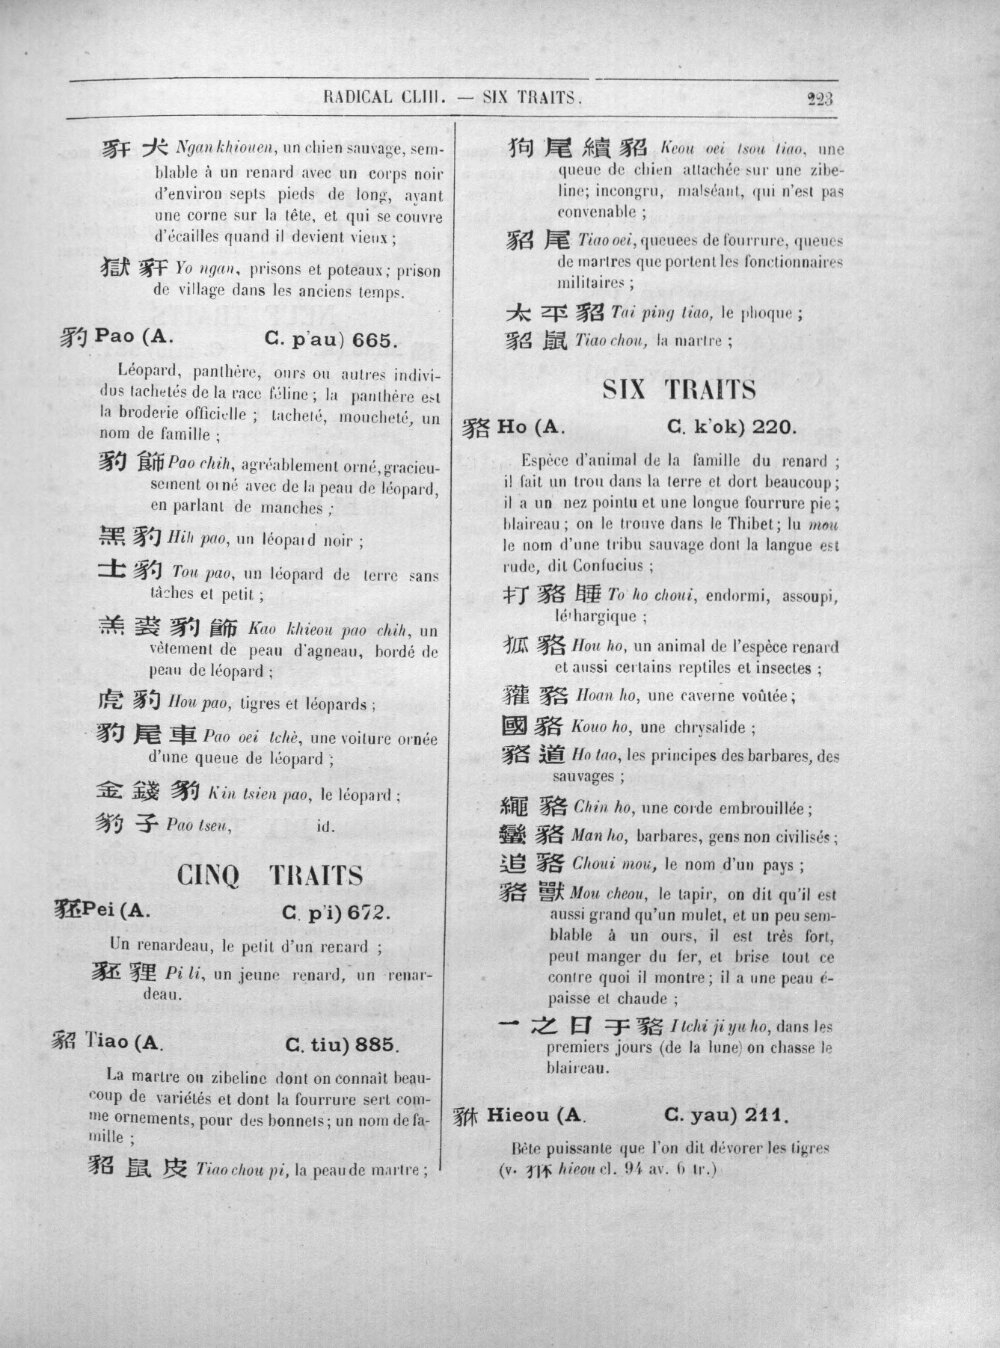 RADICAL CLIII. — SIX TRAITS.
223
豻 犬 Ngan khiouen, un chien sauvage, sem-
blable à un renard avec un corps noir
d'environ septs pieds de long, ayant
une corne sur la tête, et qui se couvre
d'écailles quand il devient vieux ;
獄 豻 Yo ngan, prisons et poteaux; prison
de village dans les anciens temps.
豹 Pao (A. C. p'au) 665.
Léopard, panthère, ours ou autres indivi-
dus tachetés de la race féline ; la panthère est
la broderie officielle ; tacheté, moucheté, un
nom de famille ;
豹 飾 Pao chih, agréablement orné, gracieu-
sement orné avec de la peau de léopard,
en parlant de manches ;
黑 豹 Hih pao, un léopard noir ;
土 豹 Tou pao, un léopard de terre sans
tâches et petit ;
羔 裘 豹 飾 Kao khieou pao chih, un
vêtement de peau d'agneau, bordé de
peau de léopard ;
虎 豹 Hou pao, tigres et léopards ;
豹 尾 車 Pao oei tchè, une voiture ornée
d'une queue de léopard ;
金 錢 豹 Kin tsien pao, le léopard ;
豹 子 Pao tseu, id.
CINQ TRAITS
豾 Pei (A. C. p'i) 672.
Un renardeau, le petit d'un renard ;
豾 貍 Pi li, un jeune renard, un renar-
deau.
貂 Tiao (A. C. tiu) 885.
La martre ou zibeline dont on connaît beau-
coup de variétés et dont la fourrure sert com-
me ornements, pour des bonnets; un nom de fa-
mille ;
貂 鼠 皮 Tiao chou pi, la peau de martre ;
狗 尾 續 貂 Keou oei tsou tiao, une
queue de chien attachée sur une zibe-
line; incongru, malséant, qui n'est pas
convenable ;
貂 尾 Tiao oei, queuees de fourrure, queues
de martres que portent les fonctionnaires
militaires ;
太 平 貂 Tai ping tiao, le phoque ;
貂 鼠 Tiao chou, la martre ;
SIX TRAITS
貉 Ho (A. C. k'ok) 220.
Espèce d'animal de la famille du renard ;
il fait un trou dans la terre et dort beaucoup ;
il a un nez pointu et une longue fourrure pie ;
blaireau ; on le trouve dans le Thibet; lu mou
le nom d'une tribu sauvage dont la langue est
rude, dit Confucius ;
打 貉 睡 To ho choui, endormi, assoupi,
léthargique ;
狐 貉 Hou ho, un animal de l'espèce renard
et aussi certains reptiles et insectes ;
貛 貉 Hoan ho, une caverne voûtée ;
國 貉 Kouo ho, une chrysalide ;
貉 道 Ho tao, les principes des barbares, des
sauvages ;
繩 貉 Chin ho, une corde embrouillée ;
蠻 貉 Man ho, barbares, gens non civilisés ;
追 貉 Choui mou, le nom d'un pays ;
貉 獸 Mou cheou, le tapir, on dit qu'il est
aussi grand qu'un mulet, et un peu sem-
blable à un ours, il est très fort,
peut manger du fer, et brise tout ce
contre quoi il montre; il a une peau é-
paisse et chaude ;
一 之 日 于 貉 I tchi ji yu ho, dans les
premiers jours (de la lune) on chasse le
blaireau.
貅 Hieou (A. C. yau) 211.
Bête puissante que l'on dit dévorer les tigres
(v. hieou cl. 94 av. 6 tr.)